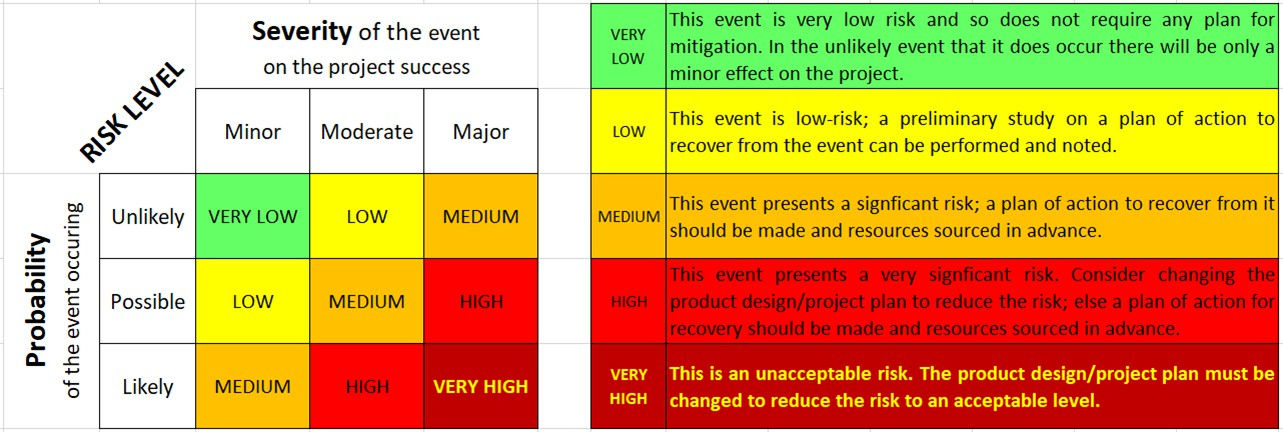 Severity of the event
on the project success
RISK LEVEL
Minor Moderate Major
Probability
of the event occuring
Unlikely VERY LOW LOW MEDIUM
Possible LOW MEDIUM HIGH
Likely MEDIUM HIGH VERY HIGH
VERY
LOW
This event is very low risk and so does not require any plan for
mitigation. In the unlikely event that it does occur there will be only a
minor effect on the project.
LOW
This event is low-risk; a preliminary study on a plan of action to
recover from the event can be performed and noted.
MEDIUM
This event presents a signficant risk; a plan of action to recover from it
should be made and resources sourced in advance.
HIGH
This event presents a very signficant risk. Consider changing the
product design/project plan to reduce the risk; else a plan of action for
recovery should be made and resources sourced in advance.
VERY
HIGH
This is an unacceptable risk. The product design/project plan must be
changed to reduce the risk to an acceptable level.